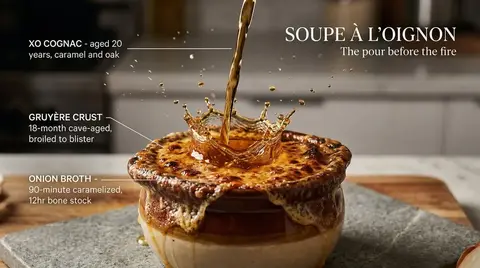 SOUPE À L'OIGNON
The pour before the fire
XO COGNAC - aged 20
years, caramel and oak
GRUYÈRE CRUST -
18-month cave-aged,
broiled to blister
ONION BROTH -
90-minute caramelized,
12hr bone stock